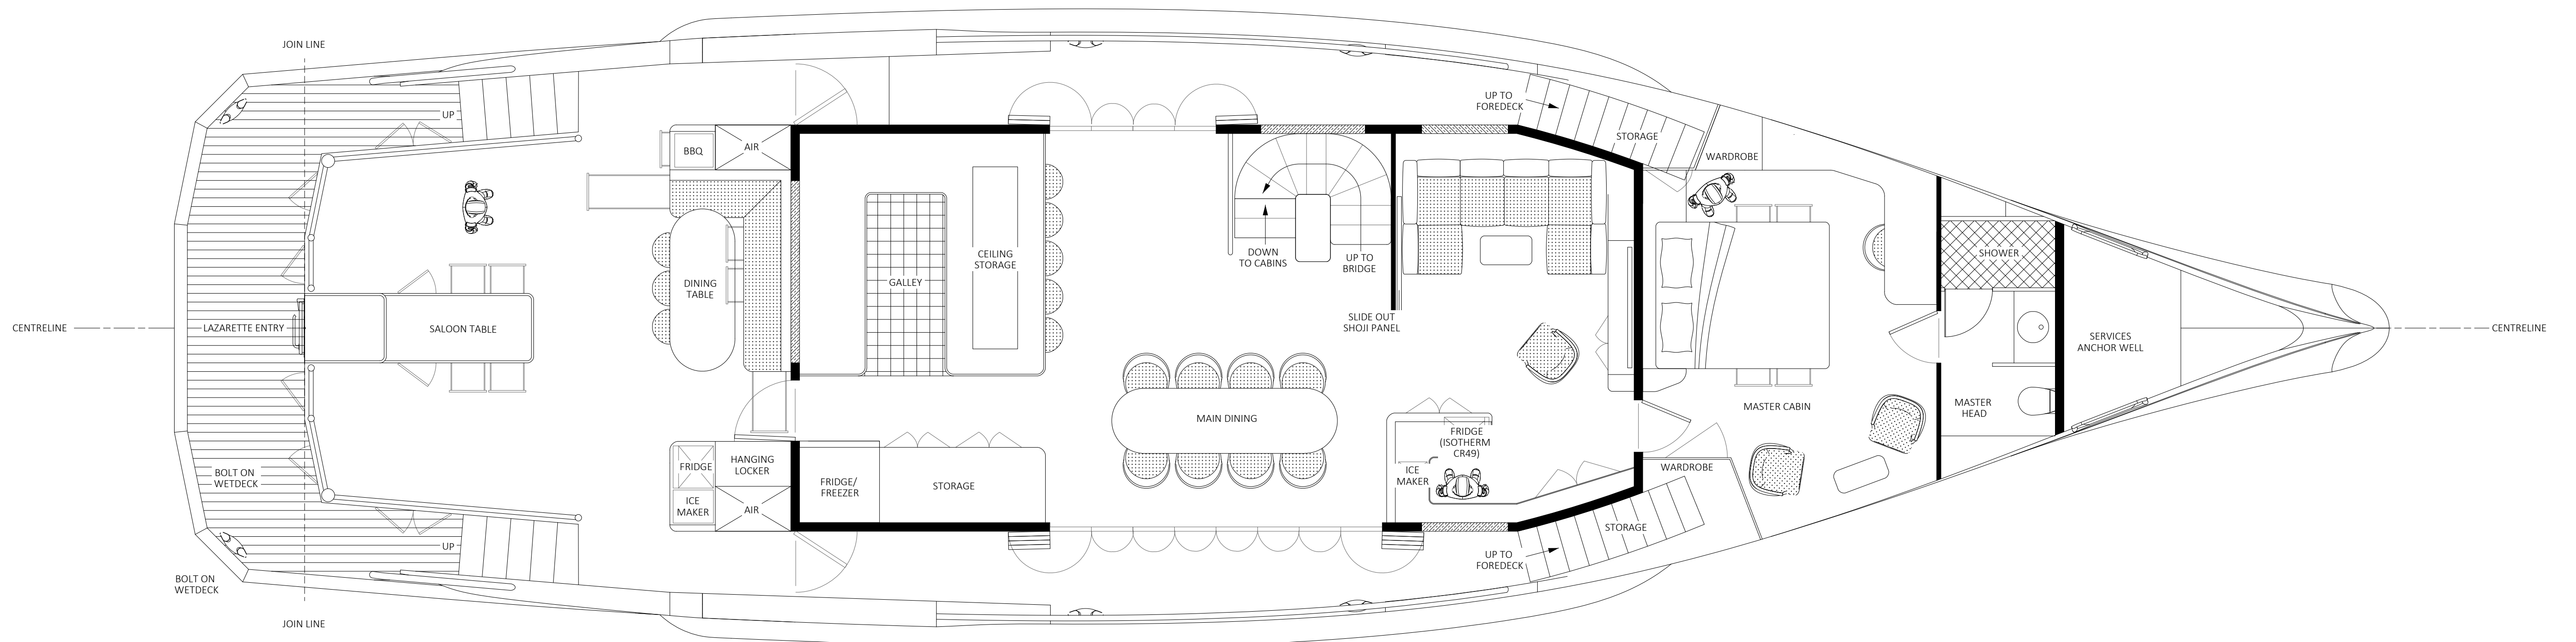 JOIN LINE
UP
BBQ
AIR
UP TO
FOREDECK
STORAGE
WARDROBE
DOWN
TO CABINS
UP TO
BRIDGE
CEILING
STORAGE
GALLEY
DINING
TABLE
SHOWER
SLIDE OUT
SHOJI PANEL
CENTRELINE
LAZARETTE ENTRY
SALOON TABLE
SERVICES
ANCHOR WELL
CENTRELINE
MAIN DINING
MASTER CABIN
MASTER
HEAD
FRIDGE
(ISOTHERM
CR49)
ICE
MAKER
BOLT ON
WETDECK
FRIDGE
HANGING
LOCKER
ICE
MAKER
AIR
FRIDGE/
FREEZER
STORAGE
WARDROBE
STORAGE
UP
UP TO
FOREDECK
BOLT ON
WETDECK
JOIN LINE